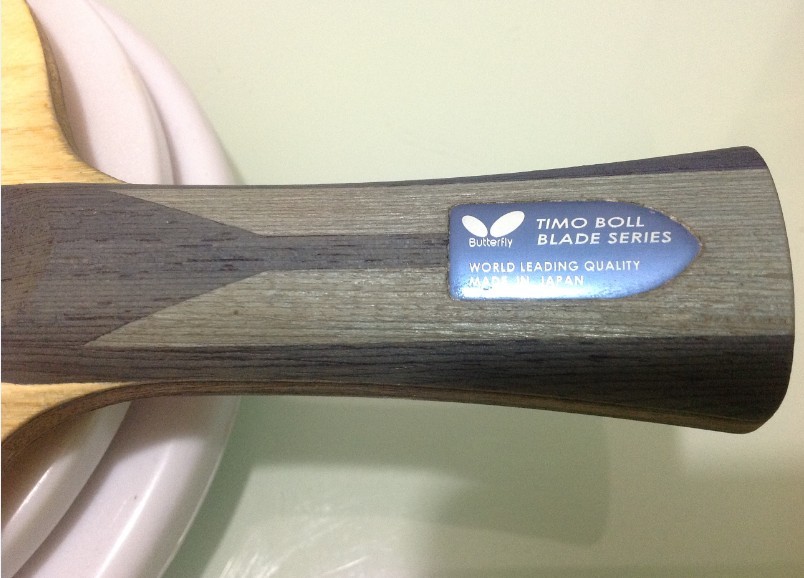 Butterfly
TIMO BOLL
BLADE SERIES
WORLD LEADING QUALITY
MADE IN JAPAN